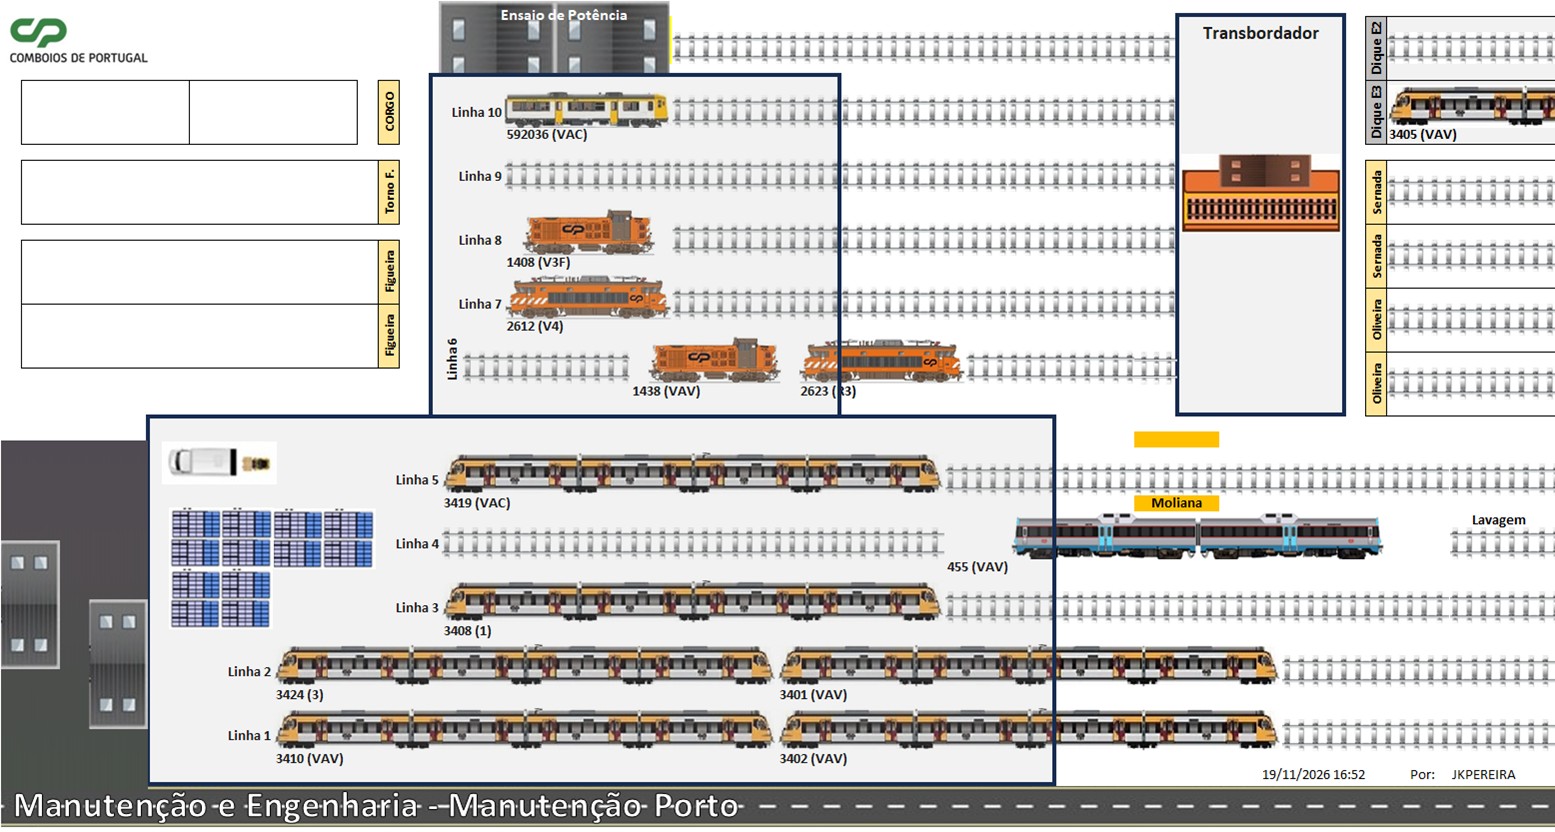 CP
COMBOIOS DE PORTUGAL
Ensaio de Potência
Transbordador
Dique E2
Dique E3
3405 (VAV)
CORGO
Torno F.
Figueira
Figueira
Sernada
Sernada
Oliveira
Oliveira
Linha 10
592036 (VAC)
Linha 9
Linha 8
1408 (V3F)
Linha 7
2612 (V4)
Linha 6
1438 (VAV)
2623 (R3)
Linha 5
3419 (VAC)
Moliana
Lavagem
Linha 4
455 (VAV)
Linha 3
3408 (1)
Linha 2
3424 (3)
3401 (VAV)
Linha 1
3410 (VAV)
3402 (VAV)
19/11/2026 16:52
Por:
JKPEREIRA
Manutenção e Engenharia - Manutenção Porto